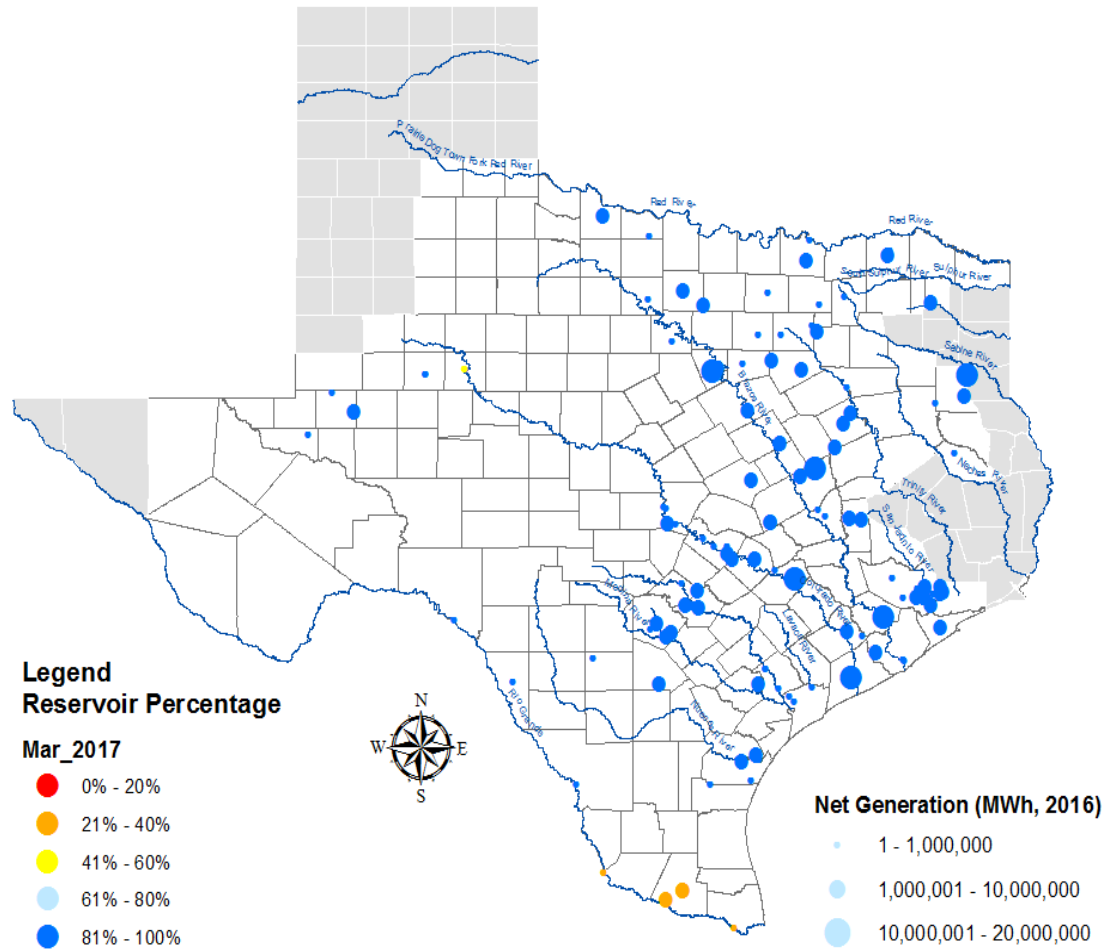 Prairie Dog Town Fork Red River
Red River
Red River
South Sulphur River
Sulphur River
Sabine River
Brazos River
Neches River
Trinity River
San Jacinto River
Colorado River
Medina River
Lavaca River
Rio Grande
Nueces River
Legend
Reservoir Percentage
Mar_2017
0% - 20%
21% - 40%
41% - 60%
61% - 80%
81% - 100%
N
W
E
S
Net Generation (MWh, 2016)
1 - 1,000,000
1,000,001 - 10,000,000
10,000,001 - 20,000,000